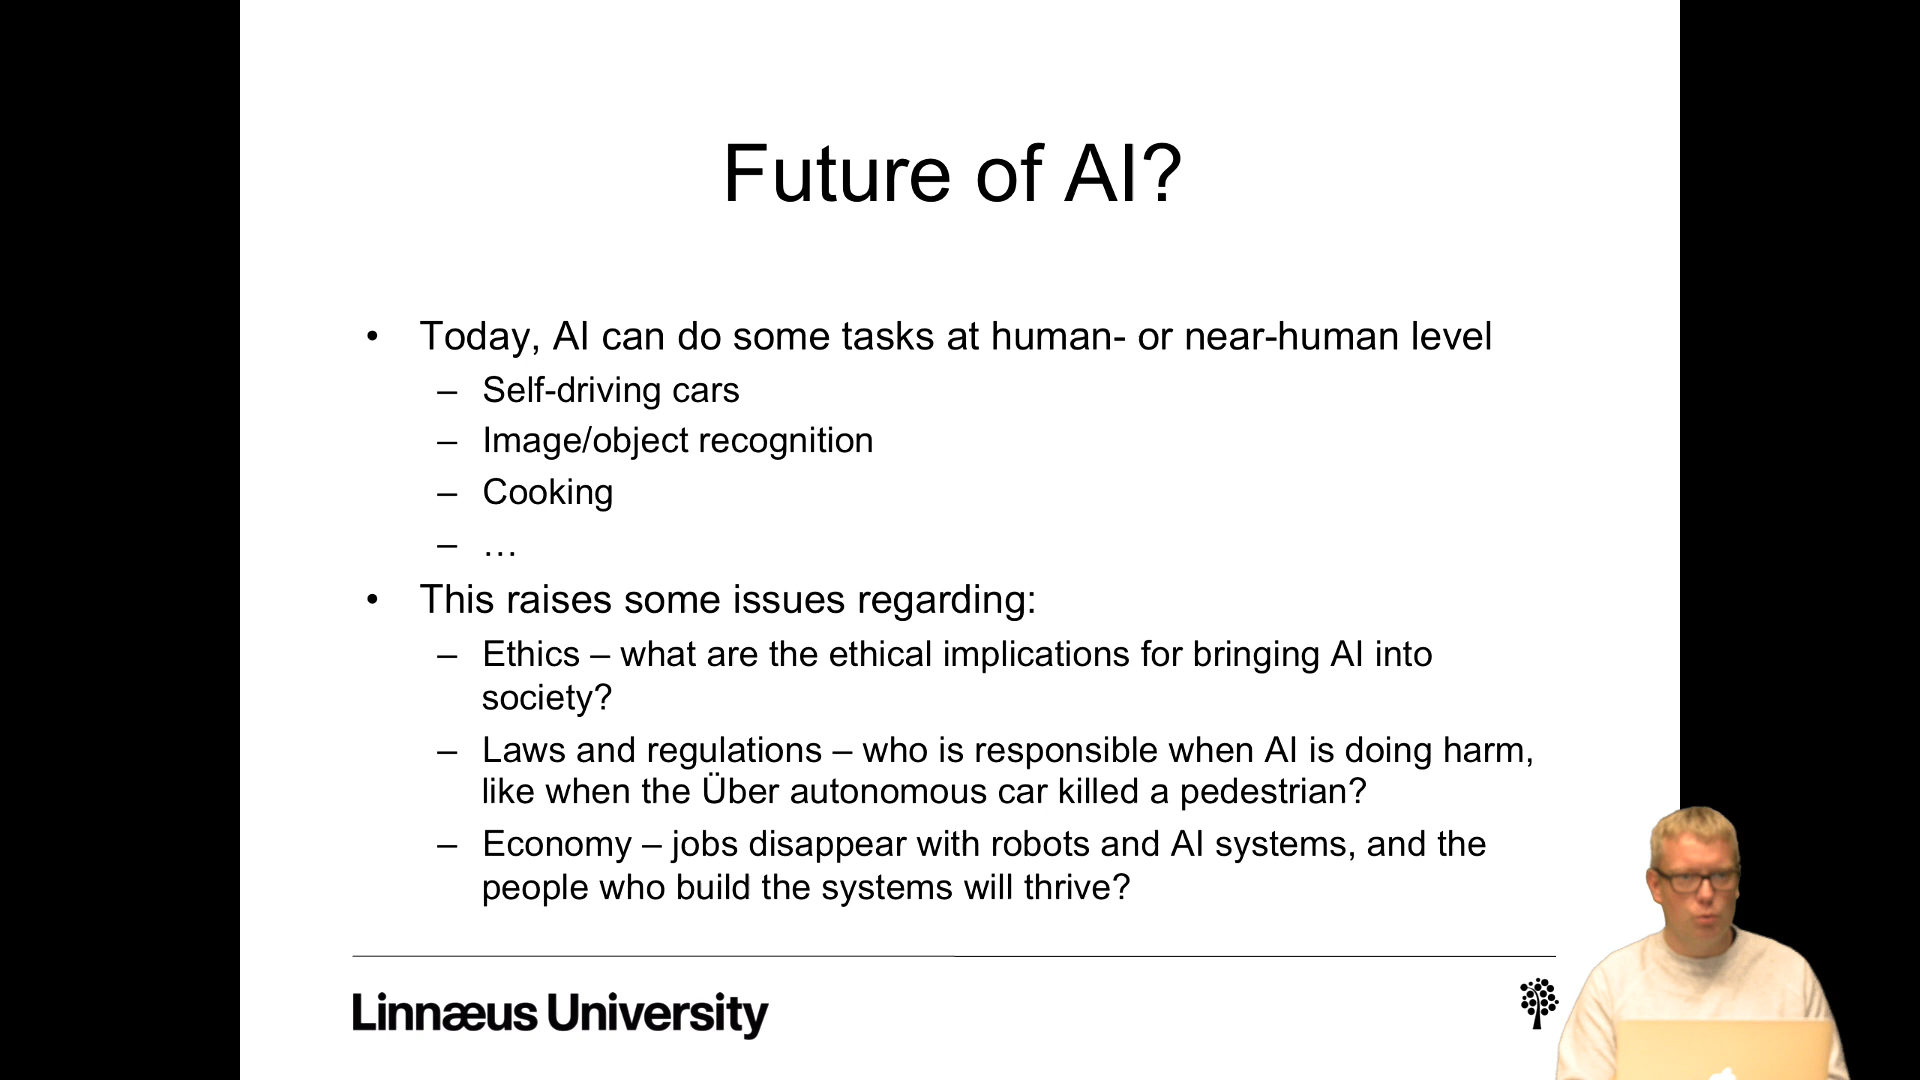 Future of AI?
• Today, AI can do some tasks at human- or near-human level
– Self-driving cars
– Image/object recognition
– Cooking
– …
• This raises some issues regarding:
– Ethics – what are the ethical implications for bringing AI into
society?
– Laws and regulations – who is responsible when AI is doing harm,
like when the Über autonomous car killed a pedestrian?
– Economy – jobs disappear with robots and AI systems, and the
people who build the systems will thrive?
Linnæus University